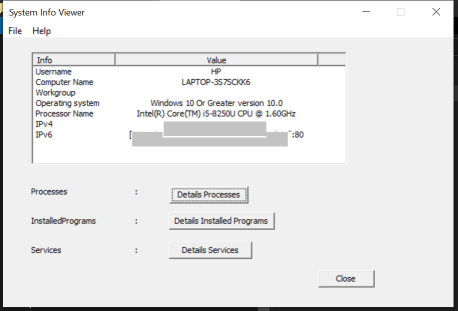 System Info Viewer
File Help
Info Value
Username HP
Computer Name LAPTOP-3S7SCKK6
Workgroup
Operating system Windows 10 Or Greater version 10.0
Processor Name Intel(R) Core(TM) i5-8250U CPU @ 1.60GHz
IPv4
IPv6 [ :80
Processes : Details Processes
InstalledPrograms : Details Installed Programs
Services : Details Services
Close